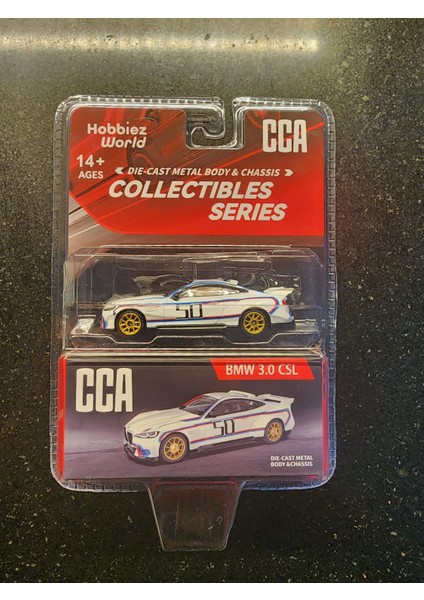 Hobbiez
World
CCA
14+
AGES
DIE-CAST METAL BODY & CHASSIS
COLLECTIBLES
SERIES
50
BMW 3.0 CSL
CCA
50
DIE-CAST METAL
BODY &CHASSIS